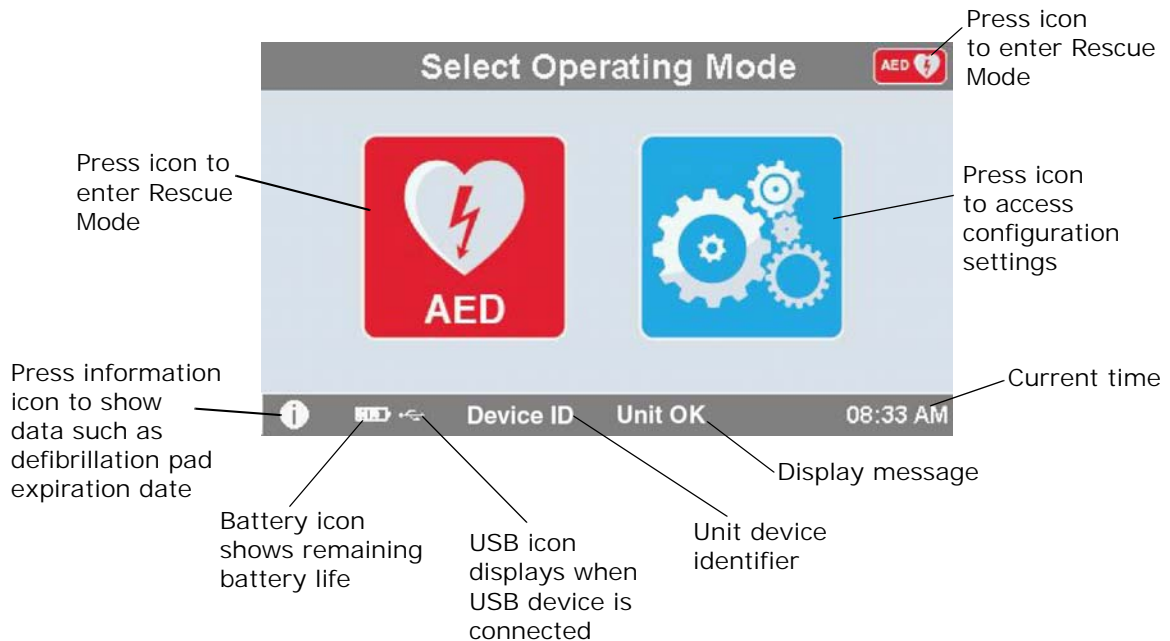 Press icon
to enter Rescue
Mode
Select Operating Mode
AED
Press icon to
enter Rescue
Mode
AED
Press icon
to access
configuration
settings
Press information
icon to show
data such as
defibrillation pad
expiration date
i
Device ID
Unit OK
08:33 AM
Current time
Display message
Battery icon
shows remaining
battery life
USB icon
displays when
USB device is
connected
Unit device
identifier